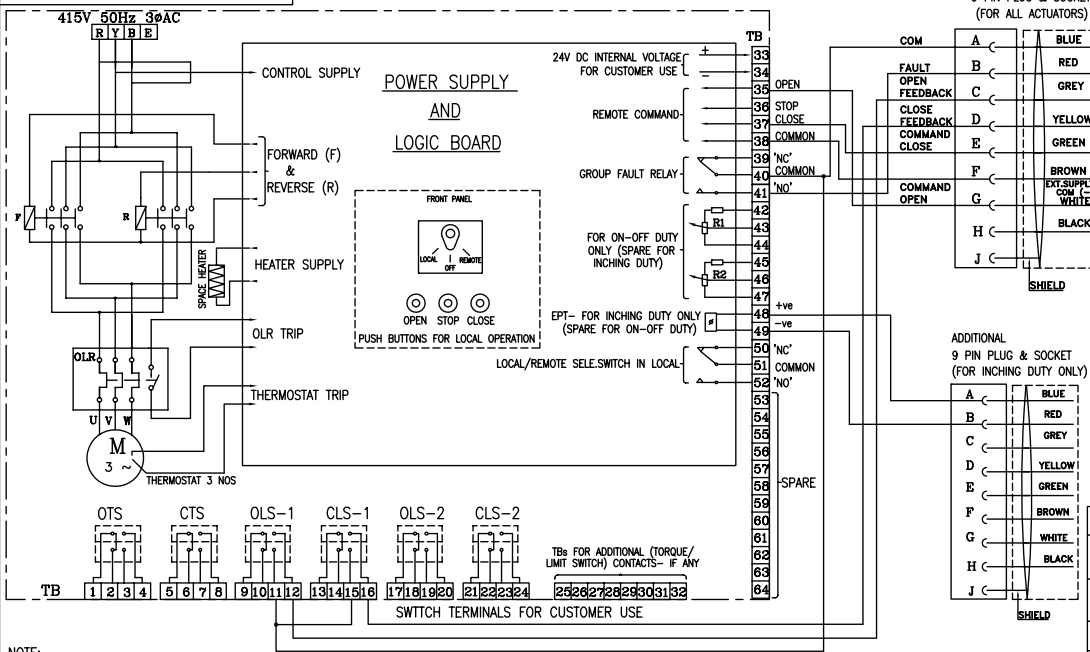 9 PIN PLUG & SOCKET
(FOR ALL ACTUATORS)
415V 50Hz 3øAC
R Y B E
CONTROL SUPPLY
POWER SUPPLY
AND
LOGIC BOARD
FORWARD (F)
&
REVERSE (R)
F
R
SPACE HEATER
HEATER SUPPLY
OLR TRIP
OLR
THERMOSTAT TRIP
U V W
M
3 ~
THERMOSTAT 3 NOS
FRONT PANEL
LOCAL
OFF
REMOTE
OPEN STOP CLOSE
PUSH BUTTONS FOR LOCAL OPERATION
24V DC INTERNAL VOLTAGE
FOR CUSTOMER USE
+
−
REMOTE COMMAND
GROUP FAULT RELAY
FOR ON-OFF DUTY
ONLY (SPARE FOR
INCHING DUTY)
R1
R2
EPT- FOR INCHING DUTY ONLY
(SPARE FOR ON-OFF DUTY)
ø
LOCAL/REMOTE SELE.SWITCH IN LOCAL
TB
33
34
35 OPEN
36 STOP
37 CLOSE
38 COMMON
39 'NC'
40 COMMON
41 'NO'
42
43
44
45
46
47
48 +ve
49 -ve
50 'NC'
51 COMMON
52 'NO'
53
54
55
56
57
58
59
60
61
62
63
64
SPARE
COM
FAULT
OPEN
FEEDBACK
CLOSE
FEEDBACK
COMMAND
CLOSE
COMMAND
OPEN
A BLUE
B RED
C GREY
D YELLOW
E GREEN
F BROWN
EXT.SUPPLY
COM (-
G WHITE
H BLACK
J
SHIELD
ADDITIONAL
9 PIN PLUG & SOCKET
(FOR INCHING DUTY ONLY)
A BLUE
B RED
C GREY
D YELLOW
E GREEN
F BROWN
G WHITE
H BLACK
J
SHIELD
OTS CTS OLS-1 CLS-1 OLS-2 CLS-2
TBs FOR ADDITIONAL (TORQUE/
LIMIT SWITCH) CONTACTS- IF ANY
TB 1 2 3 4 5 6 7 8 9 10 11 12 13 14 15 16 17 18 19 20 21 22 23 24 25 26 27 28 29 30 31 32
SWITCH TERMINALS FOR CUSTOMER USE
NOTE: